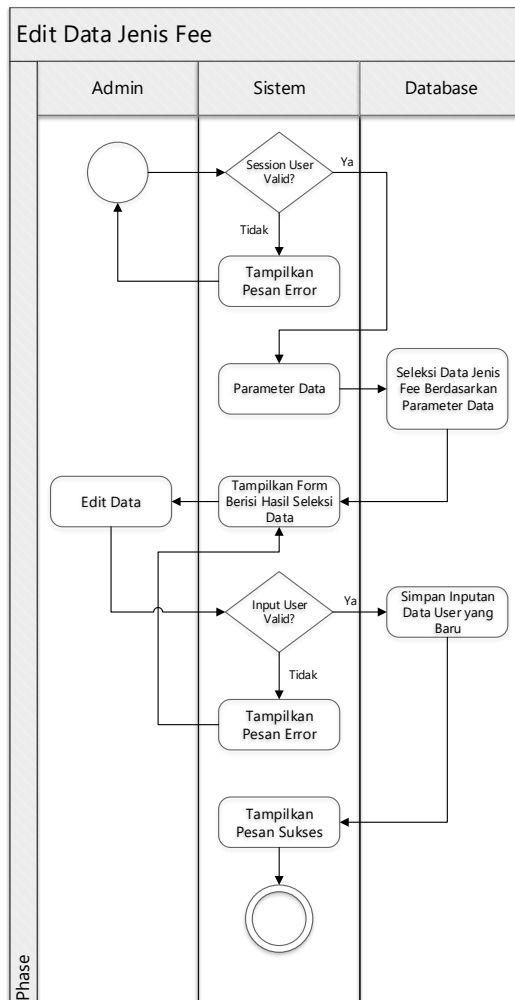 Edit Data Jenis Fee
Admin
Sistem
Database
Session User
Valid?
Ya
Tidak
Tampilkan
Pesan Error
Parameter Data
Seleksi Data Jenis
Fee Berdasarkan
Parameter Data
Tampilkan Form
Berisi Hasil Seleksi
Data
Edit Data
Input User
Valid?
Ya
Simpan Inputan
Data User yang
Baru
Tidak
Tampilkan
Pesan Error
Tampilkan
Pesan Sukses
Phase